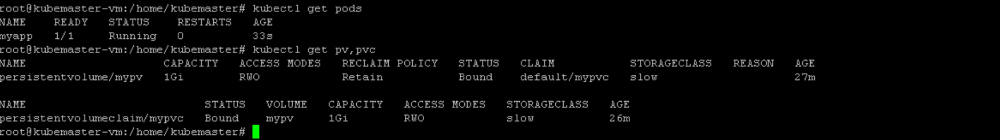 root@kubemaster-vm:/home/kubemaster# kubectl get pods
NAME    READY   STATUS    RESTARTS   AGE
myapp   1/1     Running   0          33s
root@kubemaster-vm:/home/kubemaster# kubectl get pv,pvc
NAME                    CAPACITY   ACCESS MODES   RECLAIM POLICY   STATUS   CLAIM           STORAGECLASS   REASON   AGE
persistentvolume/mypv   1Gi        RWO            Retain           Bound    default/mypvc   slow                    27m

NAME                          STATUS   VOLUME   CAPACITY   ACCESS MODES   STORAGECLASS   AGE
persistentvolumeclaim/mypvc   Bound    mypv     1Gi        RWO            slow           26m
root@kubemaster-vm:/home/kubemaster#